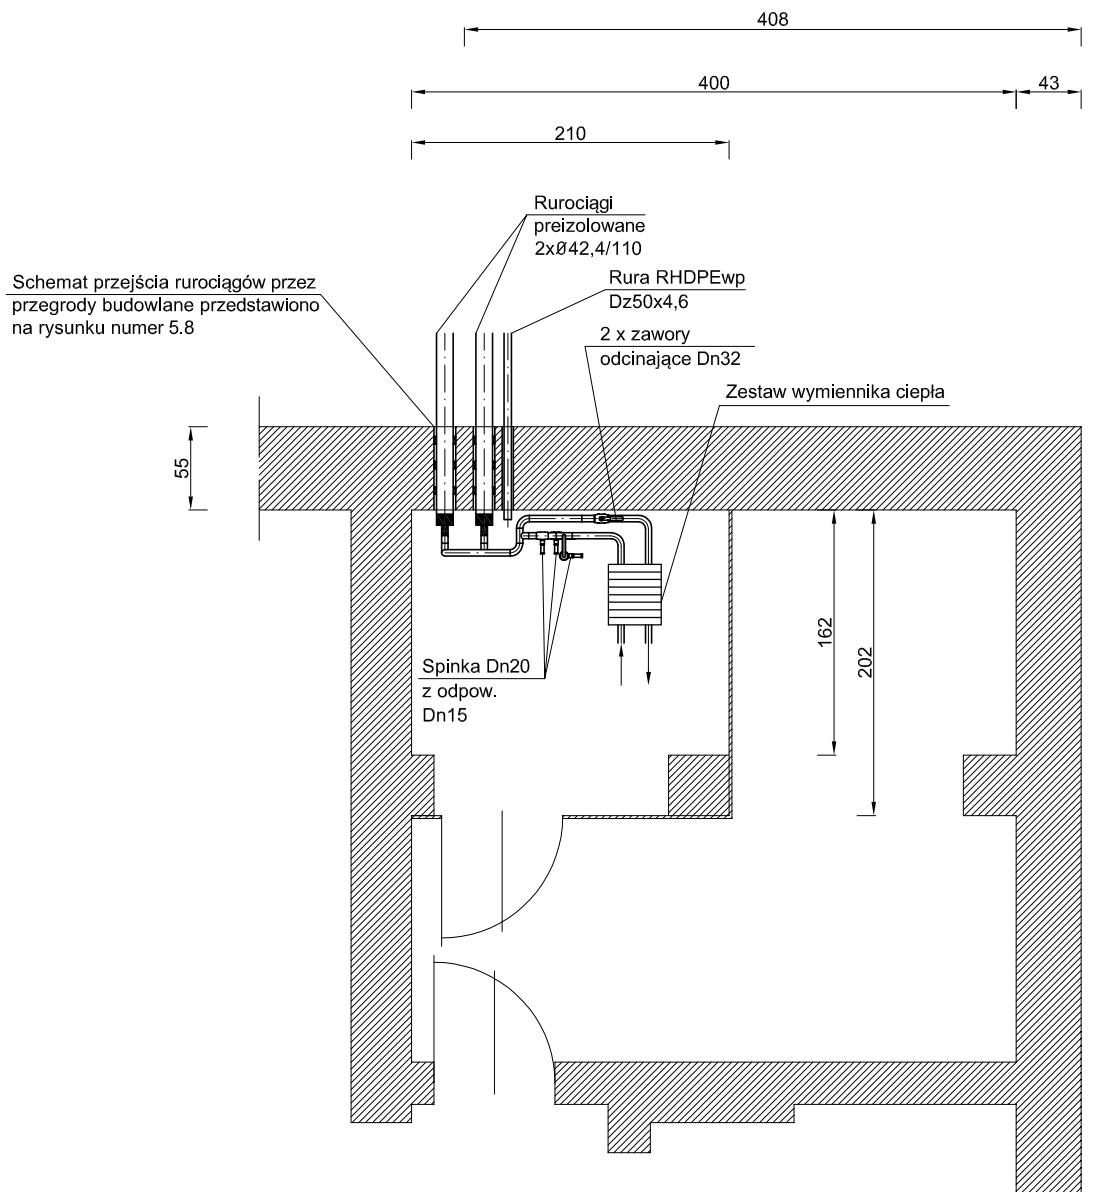 408
400
43
210
Rurociągi
preizolowane
2xØ42,4/110
Schemat przejścia rurociągów przez
przegrody budowlane przedstawiono
na rysunku numer 5.8
Rura RHDPEwp
Dz50x4,6
2 x zawory
odcinające Dn32
Zestaw wymiennika ciepła
55
162
202
Spinka Dn20
z odpow.
Dn15